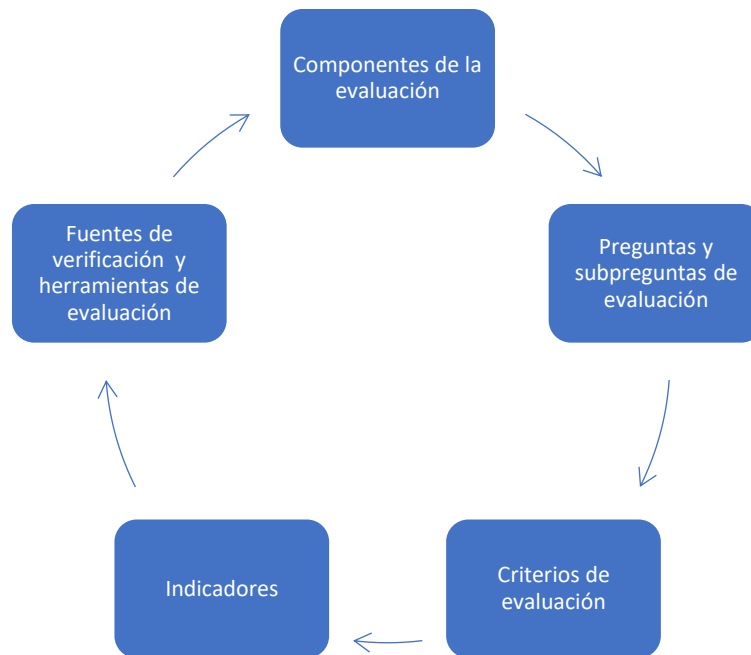 Componentes de la
evaluación
Preguntas y
subpreguntas de
evaluación
Criterios de
evaluación
Indicadores
Fuentes de
verificación y
herramientas de
evaluación